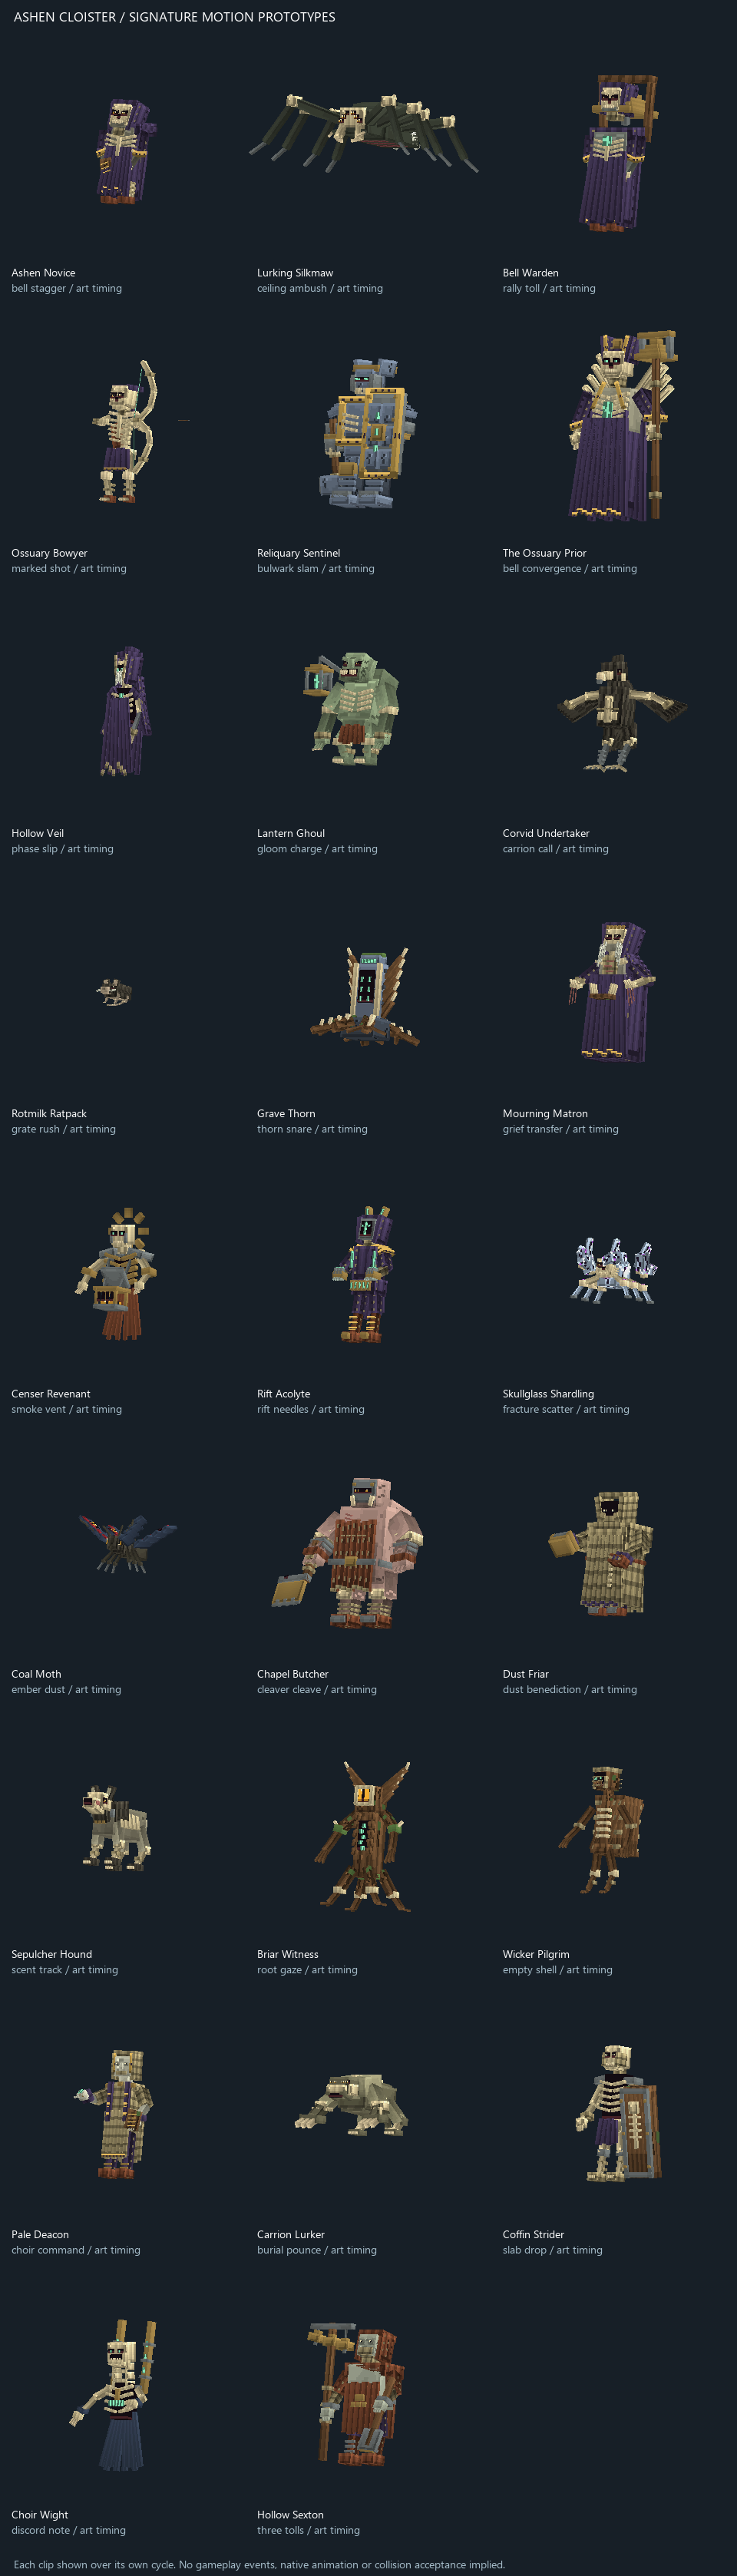 ASHEN CLOISTER / SIGNATURE MOTION PROTOTYPES
Ashen Novice
bell stagger / art timing
Lurking Silkmaw
ceiling ambush / art timing
Bell Warden
rally toll / art timing
Ossuary Bowyer
marked shot / art timing
Reliquary Sentinel
bulwark slam / art timing
The Ossuary Prior
bell convergence / art timing
Hollow Veil
phase slip / art timing
Lantern Ghoul
gloom charge / art timing
Corvid Undertaker
carrion call / art timing
Rotmilk Ratpack
grate rush / art timing
Grave Thorn
thorn snare / art timing
Mourning Matron
grief transfer / art timing
Censer Revenant
smoke vent / art timing
Rift Acolyte
rift needles / art timing
Skullglass Shardling
fracture scatter / art timing
Coal Moth
ember dust / art timing
Chapel Butcher
cleaver cleave / art timing
Dust Friar
dust benediction / art timing
Sepulcher Hound
scent track / art timing
Briar Witness
root gaze / art timing
Wicker Pilgrim
empty shell / art timing
Pale Deacon
choir command / art timing
Carrion Lurker
burial pounce / art timing
Coffin Strider
slab drop / art timing
Choir Wight
discord note / art timing
Hollow Sexton
three tolls / art timing
Each clip shown over its own cycle. No gameplay events, native animation or collision acceptance implied.